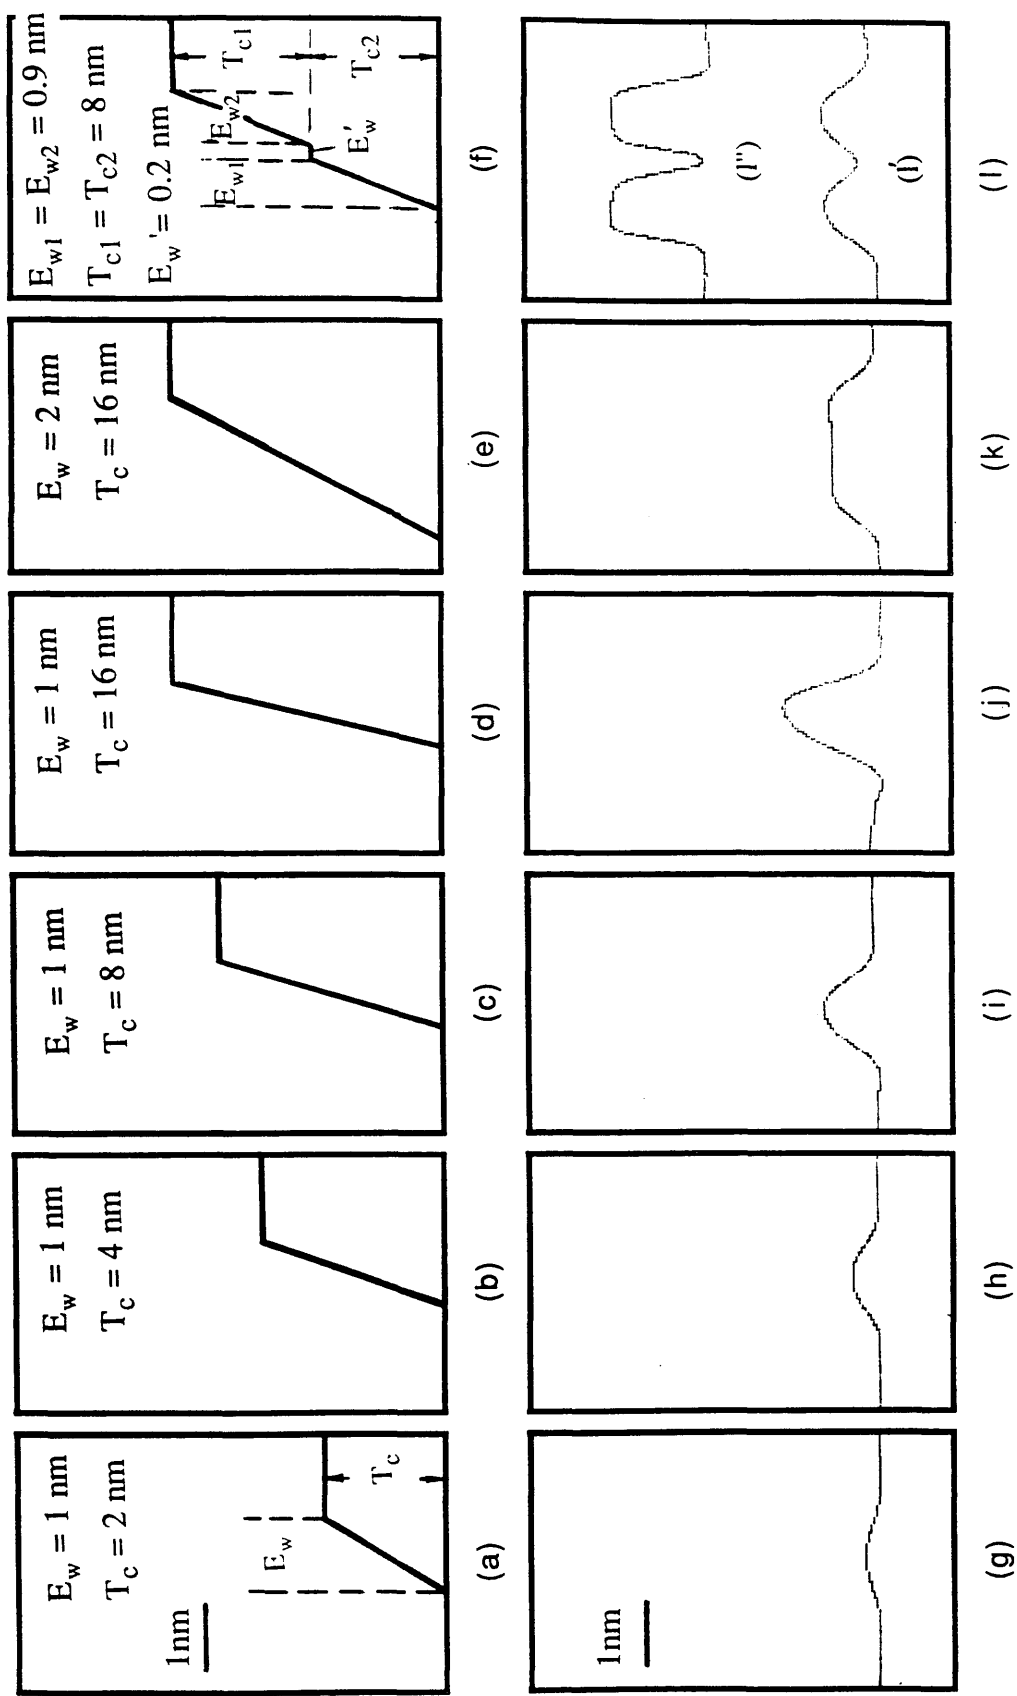 E_w = 1 nm
T_c = 2 nm
1nm
E_w
T_c
(a)
E_w = 1 nm
T_c = 4 nm
(b)
E_w = 1 nm
T_c = 8 nm
(c)
E_w = 1 nm
T_c = 16 nm
(d)
E_w = 2 nm
T_c = 16 nm
(e)
E_w1 = E_w2 = 0.9 nm
T_c1 = T_c2 = 8 nm
E_w' = 0.2 nm
E_w1
E_w2
E_w'
T_c1
T_c2
(f)
1nm
(g)
(h)
(i)
(j)
(k)
(l'')
(l')
(l)